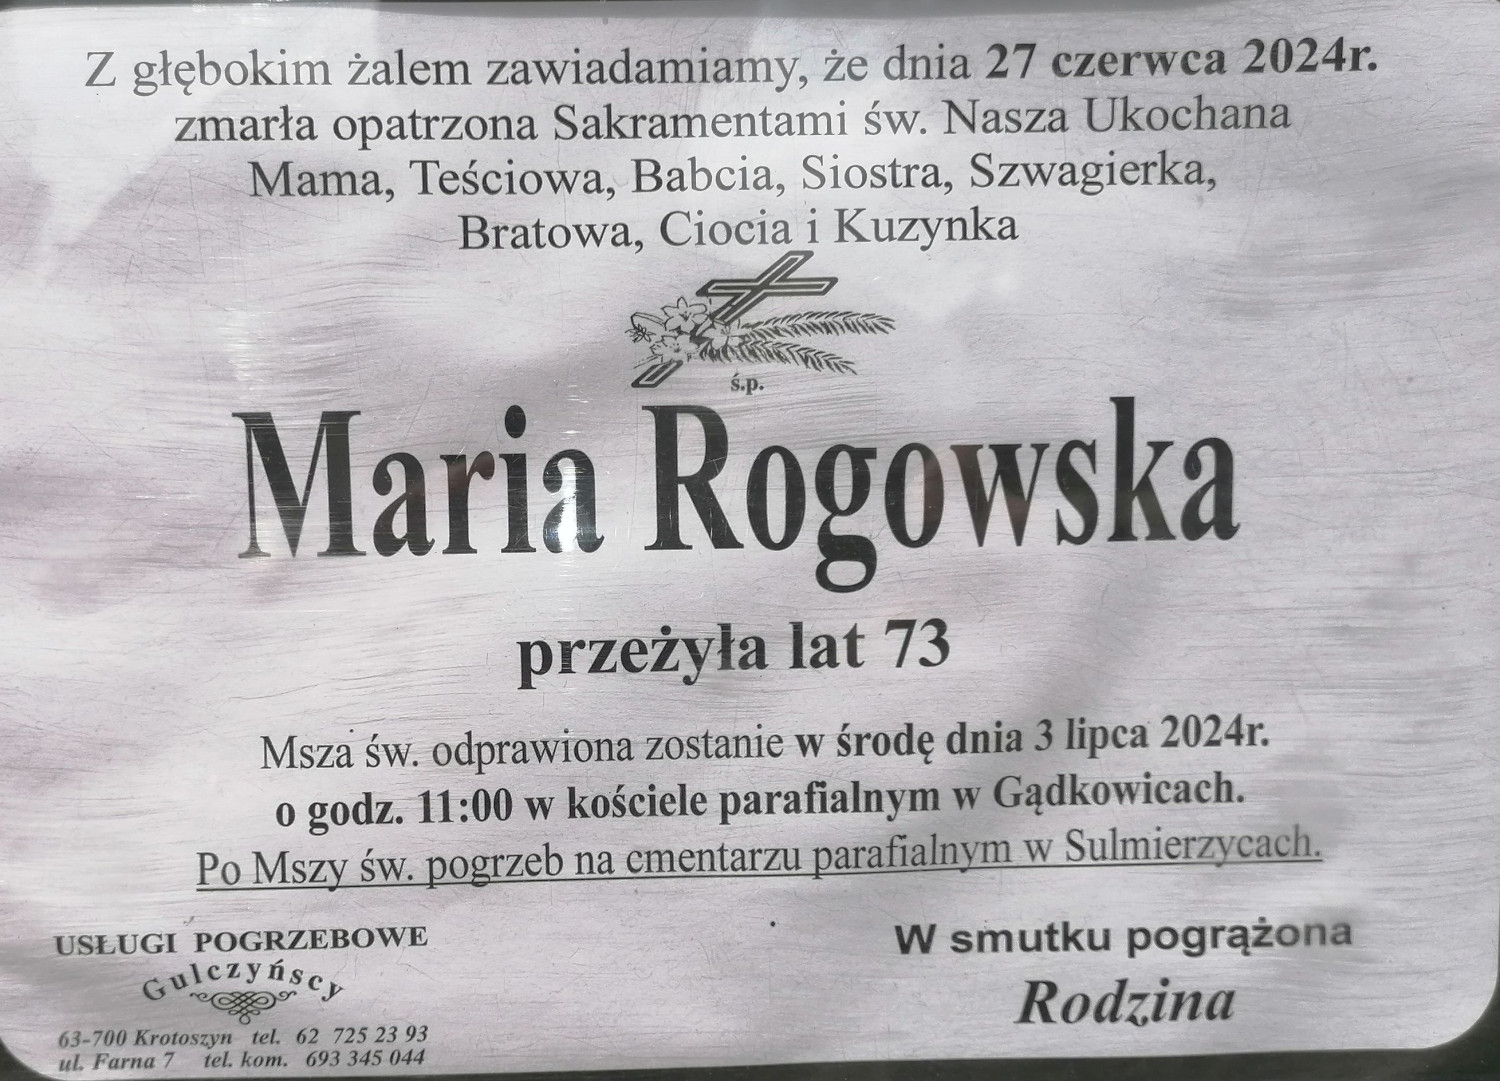 Z głębokim żalem zawiadamiamy, że dnia 27 czerwca 2024r.
zmarła opatrzona Sakramentami św. Nasza Ukochana
Mama, Teściowa, Babcia, Siostra, Szwagierka,
Bratowa, Ciocia i Kuzynka
ś.p.
Maria Rogowska
przeżyła lat 73
Msza św. odprawiona zostanie w środę dnia 3 lipca 2024r.
o godz. 11:00 w kościele parafialnym w Gądkowicach.
Po Mszy św. pogrzeb na cmentarzu parafialnym w Sulmierzycach.
USŁUGI POGRZEBOWE
Gulczyńscy
63-700 Krotoszyn tel. 62 725 23 93
ul. Farna 7 tel. kom. 693 345 044
W smutku pogrążona
Rodzina